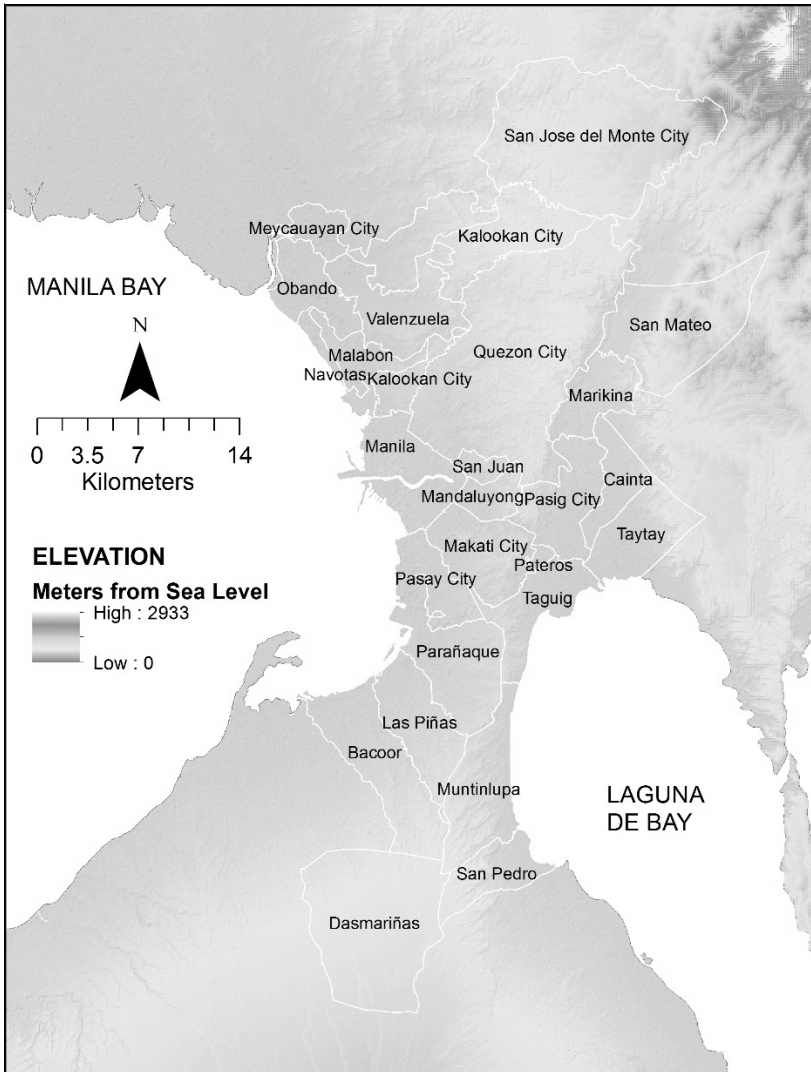 San Jose del Monte City
Meycauayan City
Kalookan City
MANILA BAY
Obando
San Mateo
N
Valenzuela
Malabon
Quezon City
Navotas
Kalookan City
Marikina
0 3.5 7 14
Kilometers
Manila
San Juan
Cainta
Mandaluyong
Pasig City
Taytay
Makati City
ELEVATION
Pateros
Meters from Sea Level
Pasay City
Taguig
High : 2933
Low : 0
Parañaque
Las Piñas
Bacoor
Muntinlupa
LAGUNA
DE BAY
San Pedro
Dasmariñas